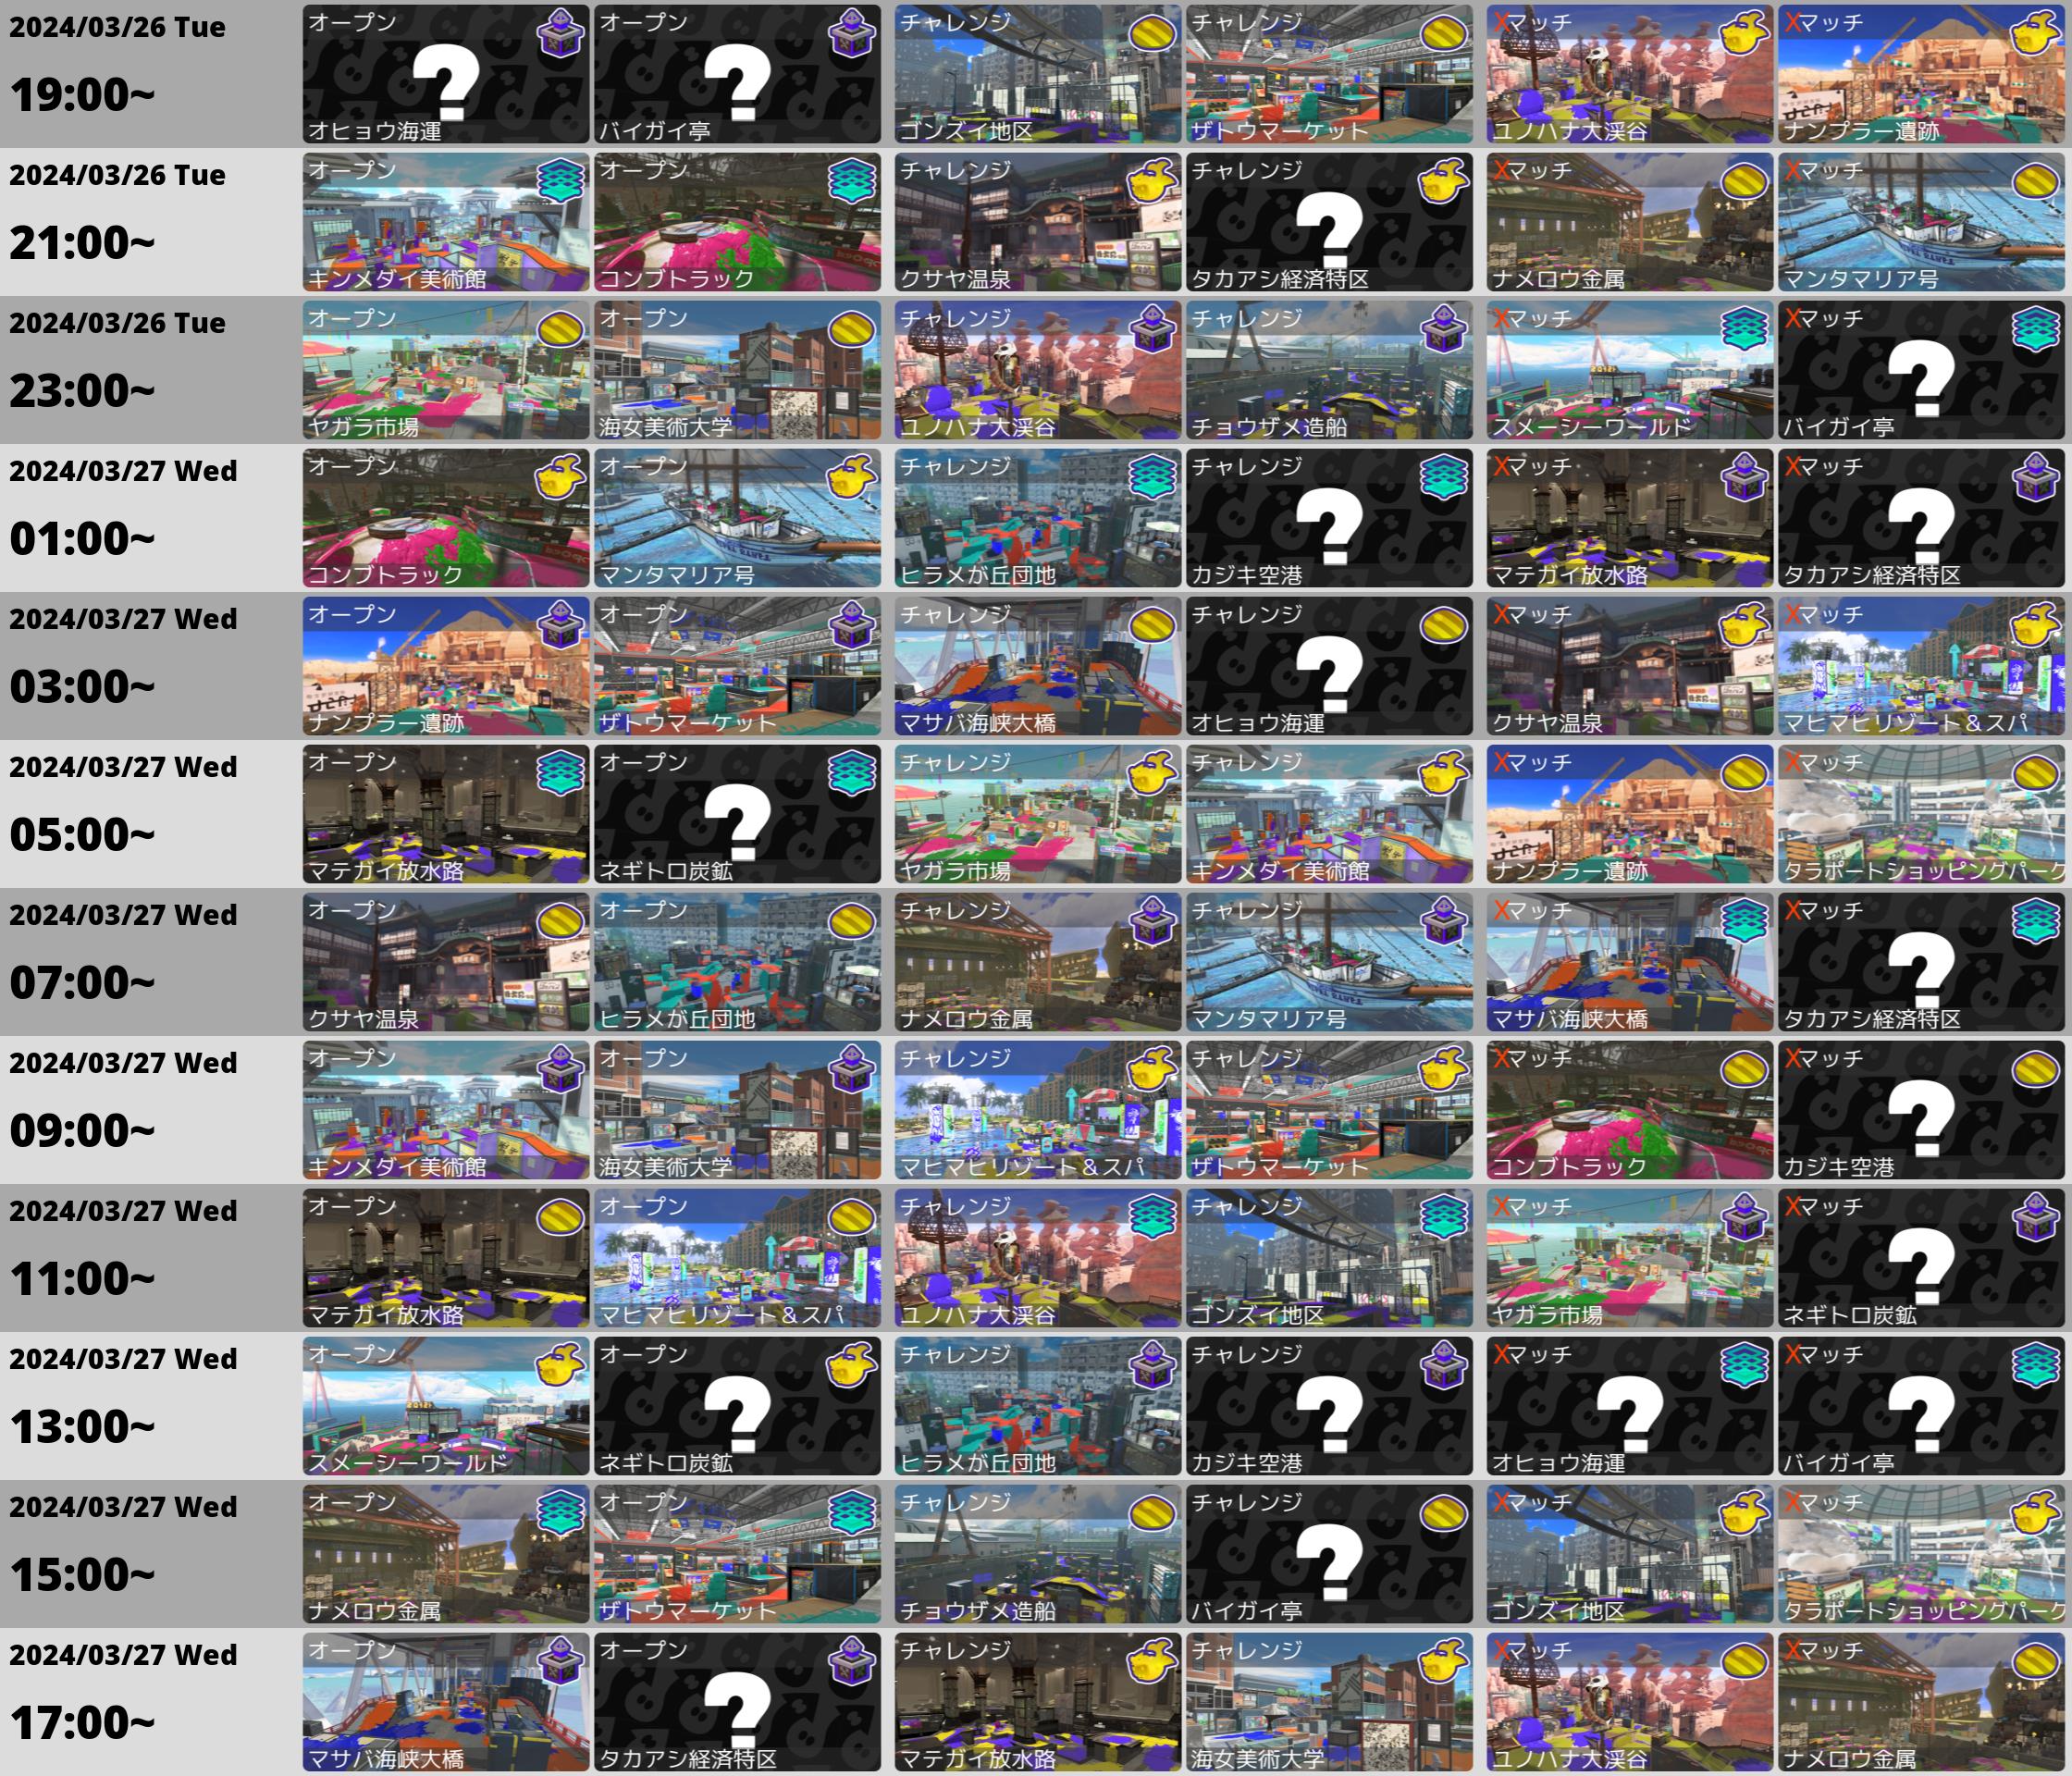 2024/03/26 Tue
19:00~
オープン
オヒョウ海運
オープン
バイガイ亭
チャレンジ
ゴンズイ地区
チャレンジ
ザトウマーケット
Xマッチ
ユノハナ大渓谷
Xマッチ
ナンプラー遺跡
2024/03/26 Tue
21:00~
オープン
キンメダイ美術館
オープン
コンブトラック
チャレンジ
クサヤ温泉
チャレンジ
タカアシ経済特区
Xマッチ
ナメロウ金属
Xマッチ
マンタマリア号
2024/03/26 Tue
23:00~
オープン
ヤガラ市場
オープン
海女美術大学
チャレンジ
ユノハナ大渓谷
チャレンジ
チョウザメ造船
Xマッチ
スメーシーワールド
Xマッチ
バイガイ亭
2024/03/27 Wed
01:00~
オープン
コンブトラック
オープン
マンタマリア号
チャレンジ
ヒラメが丘団地
チャレンジ
カジキ空港
Xマッチ
マテガイ放水路
Xマッチ
タカアシ経済特区
2024/03/27 Wed
03:00~
オープン
ナンプラー遺跡
オープン
ザトウマーケット
チャレンジ
マサバ海峡大橋
チャレンジ
オヒョウ海運
Xマッチ
クサヤ温泉
Xマッチ
マヒマヒリゾート＆スパ
2024/03/27 Wed
05:00~
オープン
マテガイ放水路
オープン
ネギトロ炭鉱
チャレンジ
ヤガラ市場
チャレンジ
キンメダイ美術館
Xマッチ
ナンプラー遺跡
Xマッチ
タラポートショッピングパーク
2024/03/27 Wed
07:00~
オープン
クサヤ温泉
オープン
ヒラメが丘団地
チャレンジ
ナメロウ金属
チャレンジ
マンタマリア号
Xマッチ
マサバ海峡大橋
Xマッチ
タカアシ経済特区
2024/03/27 Wed
09:00~
オープン
キンメダイ美術館
オープン
海女美術大学
チャレンジ
マヒマヒリゾート＆スパ
チャレンジ
ザトウマーケット
Xマッチ
コンブトラック
Xマッチ
カジキ空港
2024/03/27 Wed
11:00~
オープン
マテガイ放水路
オープン
マヒマヒリゾート＆スパ
チャレンジ
ユノハナ大渓谷
チャレンジ
ゴンズイ地区
Xマッチ
ヤガラ市場
Xマッチ
ネギトロ炭鉱
2024/03/27 Wed
13:00~
オープン
スメーシーワールド
オープン
ネギトロ炭鉱
チャレンジ
ヒラメが丘団地
チャレンジ
カジキ空港
Xマッチ
オヒョウ海運
Xマッチ
バイガイ亭
2024/03/27 Wed
15:00~
オープン
ナメロウ金属
オープン
ザトウマーケット
チャレンジ
チョウザメ造船
チャレンジ
バイガイ亭
Xマッチ
ゴンズイ地区
Xマッチ
タラポートショッピングパーク
2024/03/27 Wed
17:00~
オープン
マサバ海峡大橋
オープン
タカアシ経済特区
チャレンジ
マテガイ放水路
チャレンジ
海女美術大学
Xマッチ
ユノハナ大渓谷
Xマッチ
ナメロウ金属